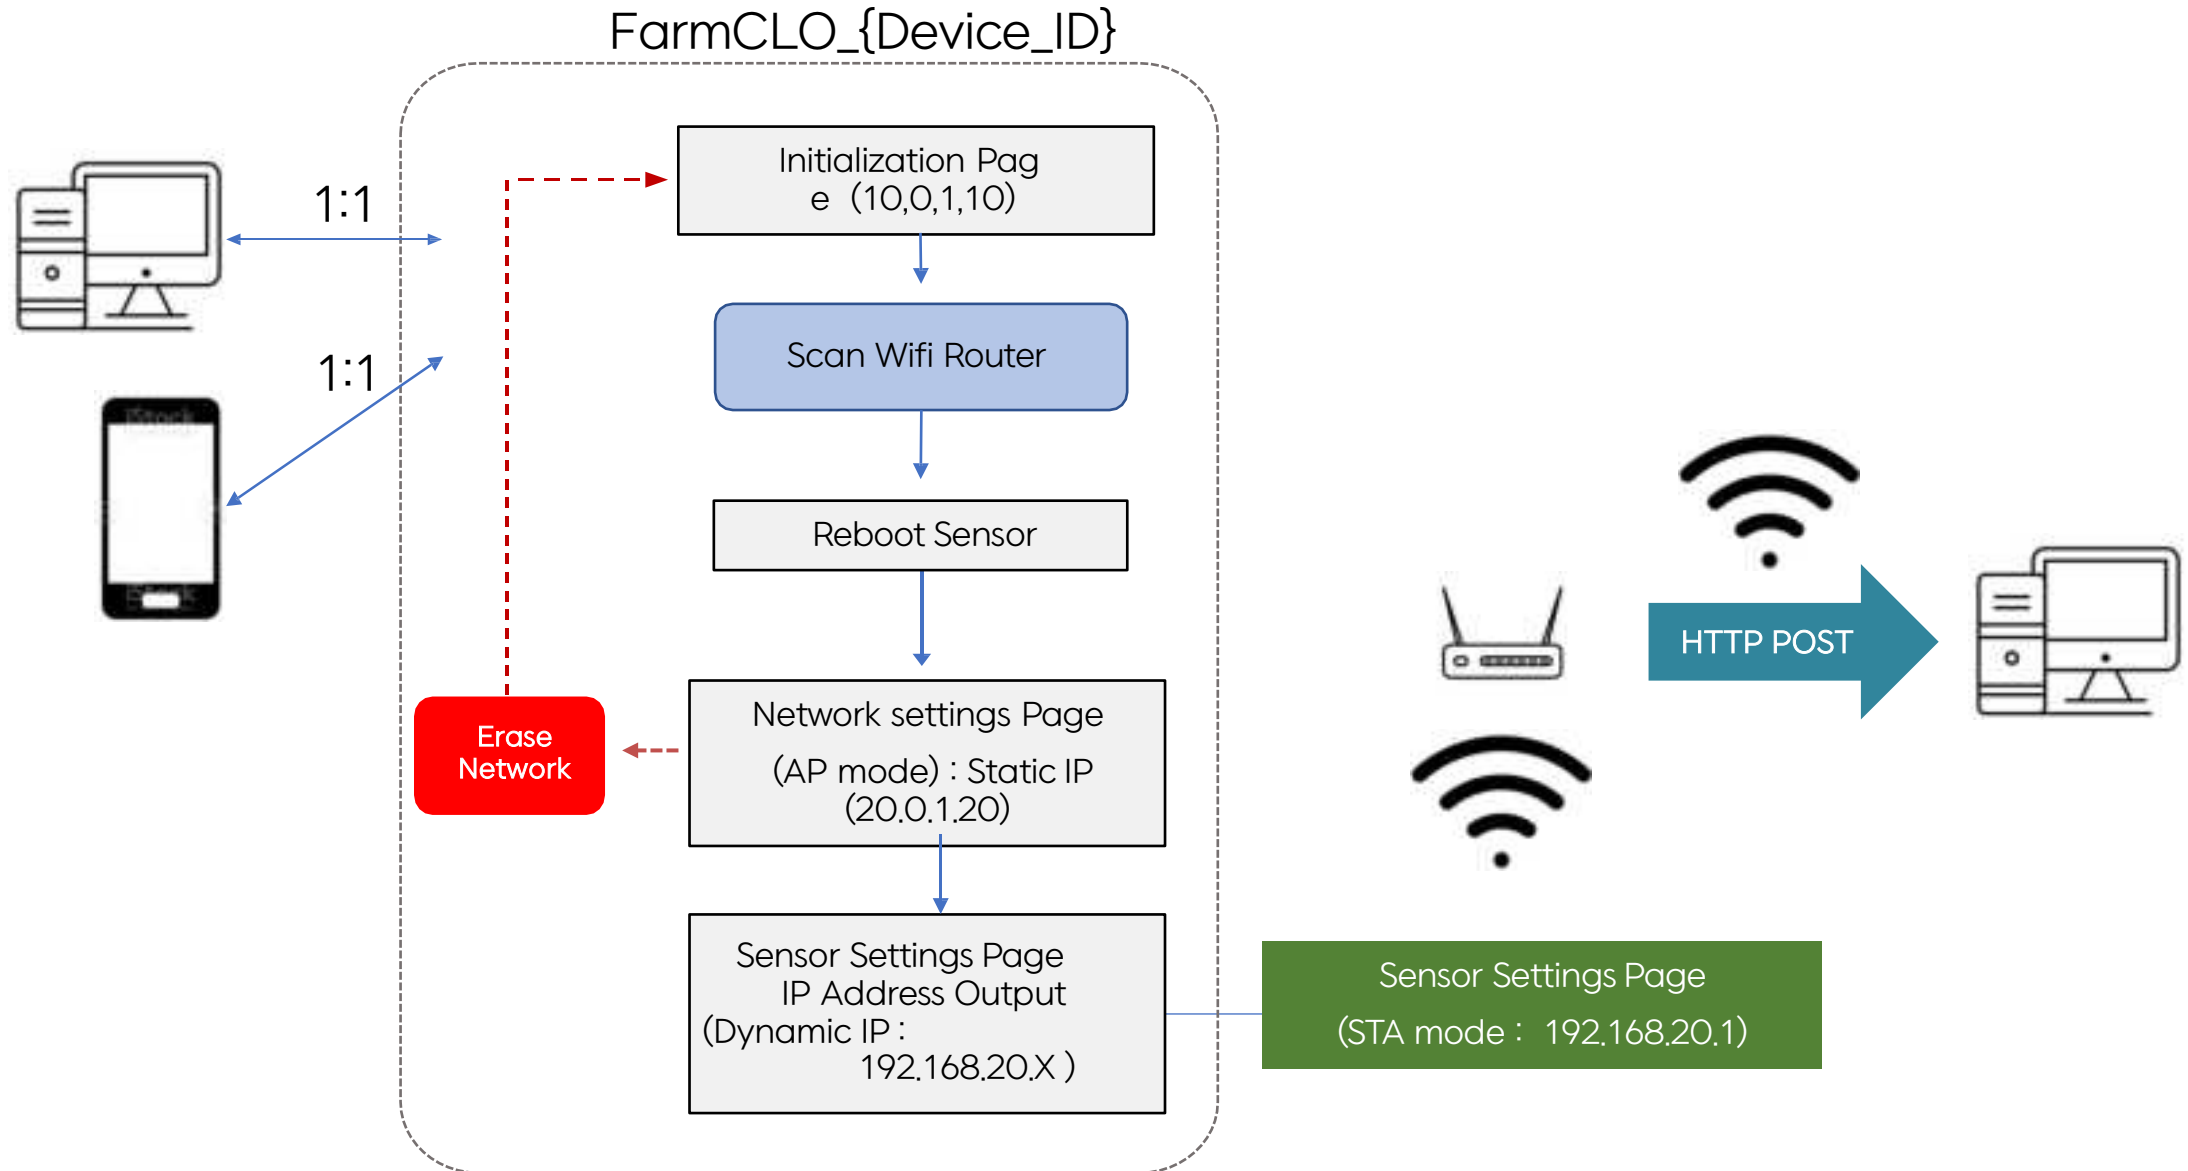 FarmCLO_{Device_ID}
1:1
1:1
Initialization Pag
e (10,0,1,10)
Scan Wifi Router
Reboot Sensor
Network settings Page
(AP mode) : Static IP
(20.0.1.20)
Erase
Network
Sensor Settings Page
IP Address Output
(Dynamic IP :
192.168.20.X )
Sensor Settings Page
(STA mode : 192.168.20.1)
HTTP POST
iStock